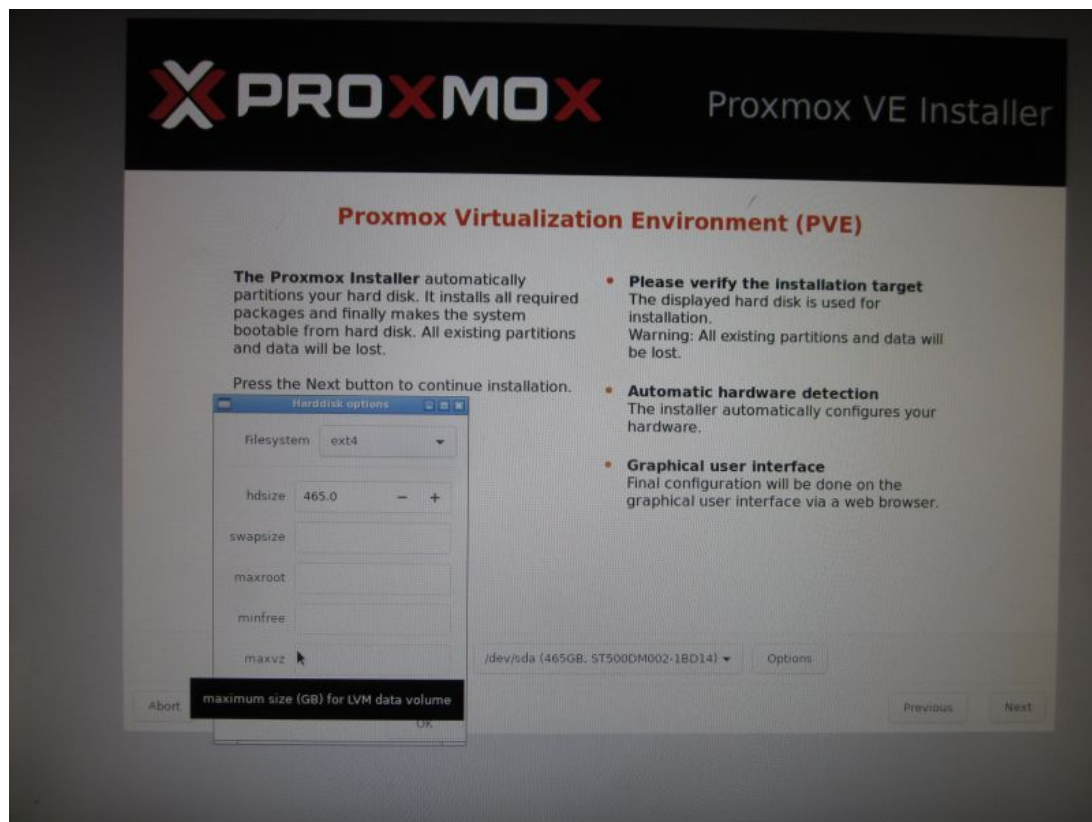 PROXMOX
Proxmox VE Installer
Proxmox Virtualization Environment (PVE)
The Proxmox Installer automatically
partitions your hard disk. It installs all required
packages and finally makes the system
bootable from hard disk. All existing partitions
and data will be lost.
Press the Next button to continue installation.
Please verify the installation target
The displayed hard disk is used for
installation.
Warning: All existing partitions and data will
be lost.
Automatic hardware detection
The installer automatically configures your
hardware.
Graphical user interface
Final configuration will be done on the
graphical user interface via a web browser.
Harddisk options
Filesystem ext4
hdsize 465.0 - +
swapsize
maxroot
minfree
maxvz
maximum size (GB) for LVM data volume
OK
/dev/sda (465GB, ST500DM002-1BD14)
Options
Abort
Previous
Next